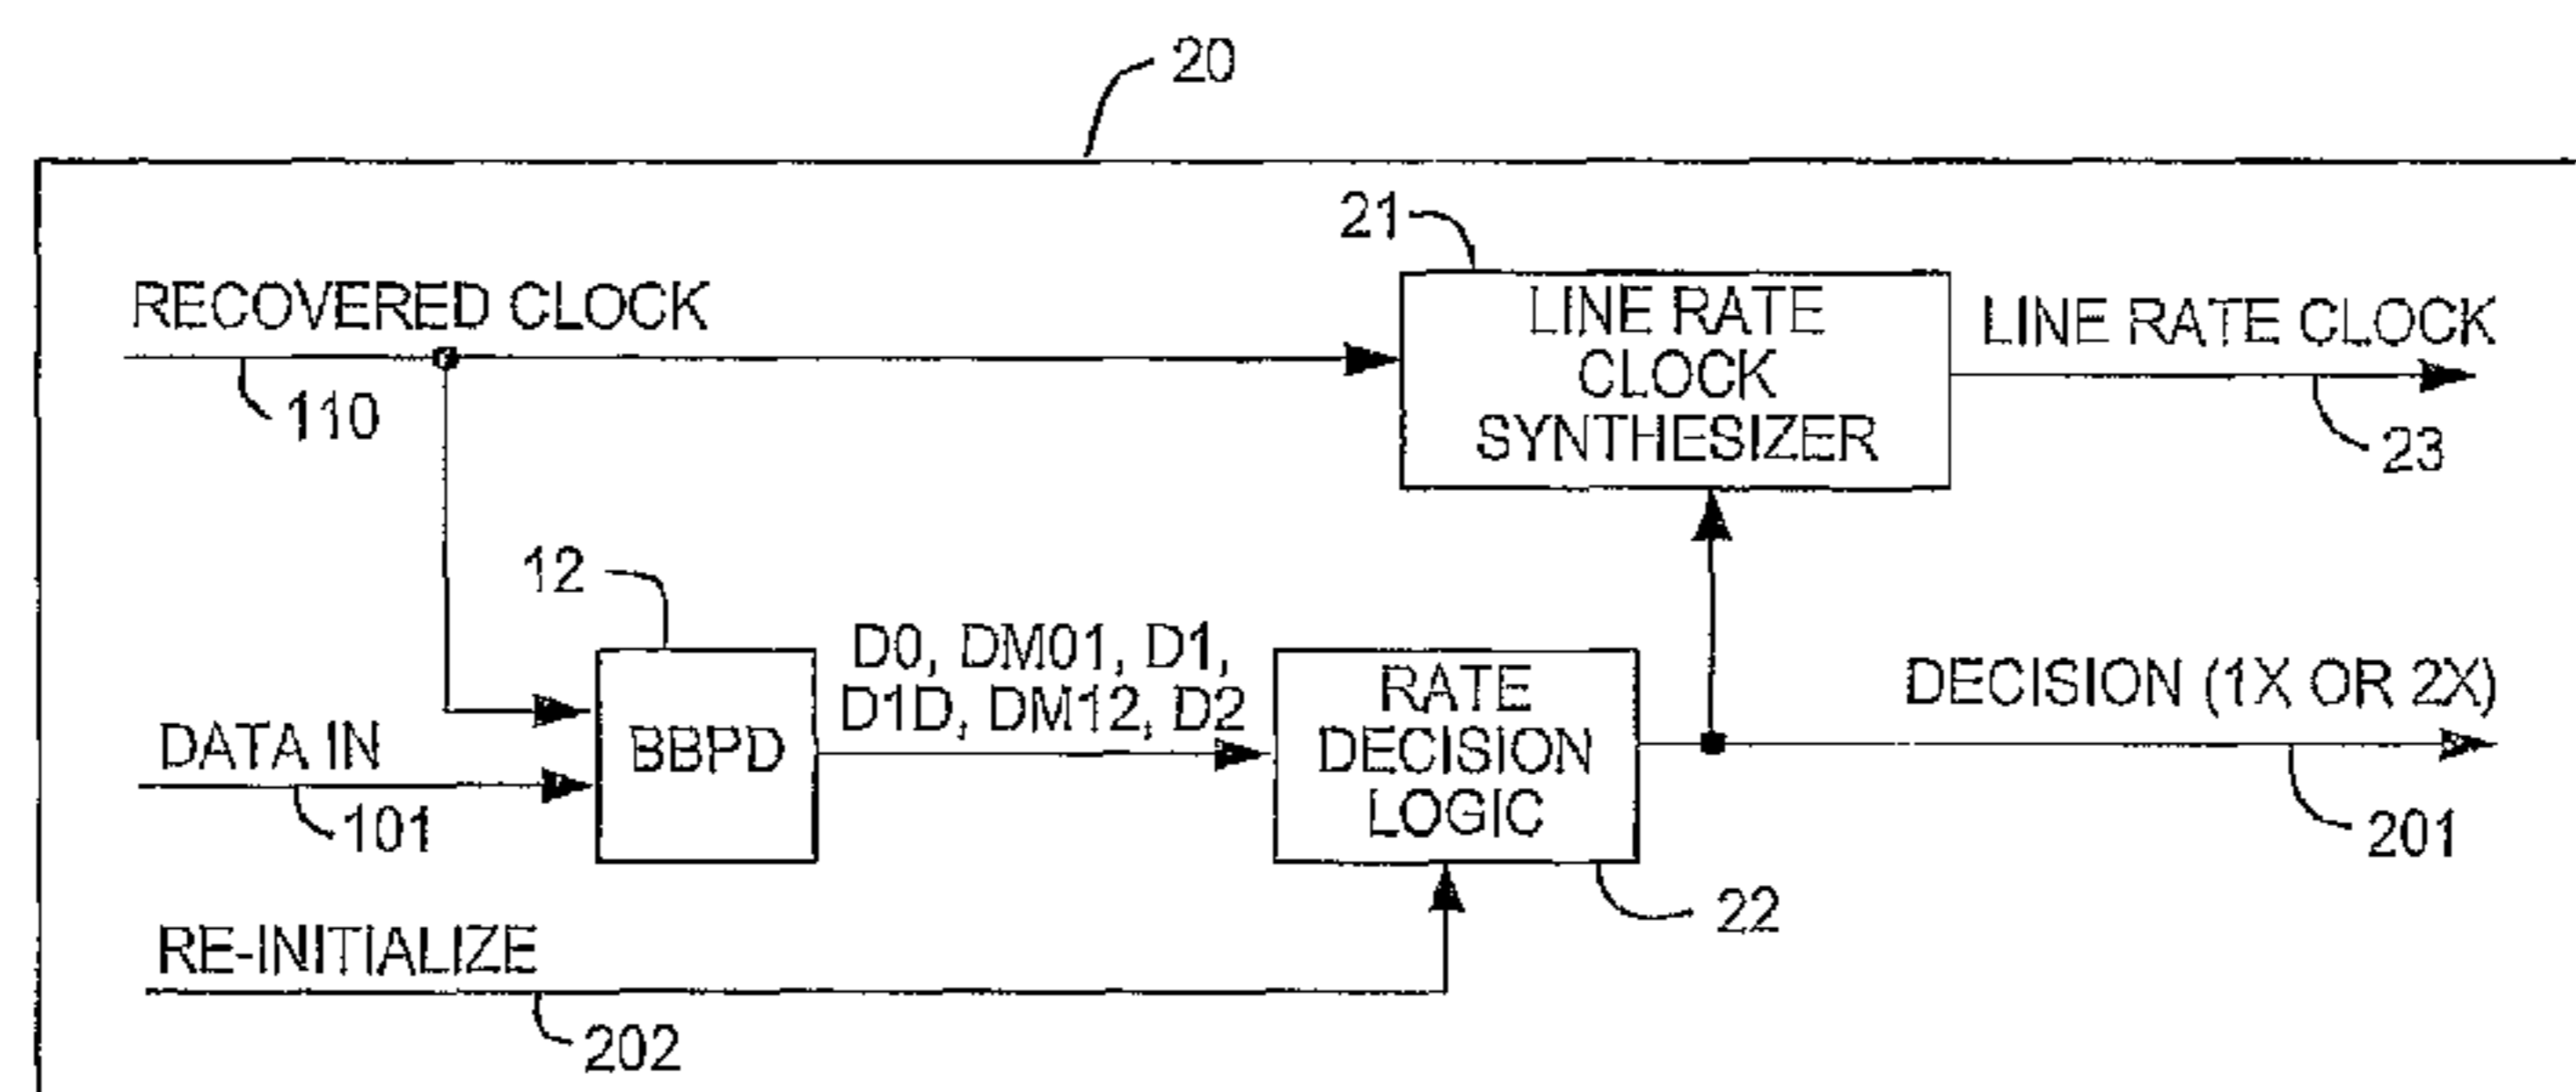 20
21
RECOVERED CLOCK
110
LINE RATE
CLOCK
SYNTHESIZER
LINE RATE CLOCK
23
12
BBPD
D0, DM01, D1,
D1D, DM12, D2
RATE
DECISION
LOGIC
22
DECISION (1X OR 2X)
201
DATA IN
101
RE-INITIALIZE
202